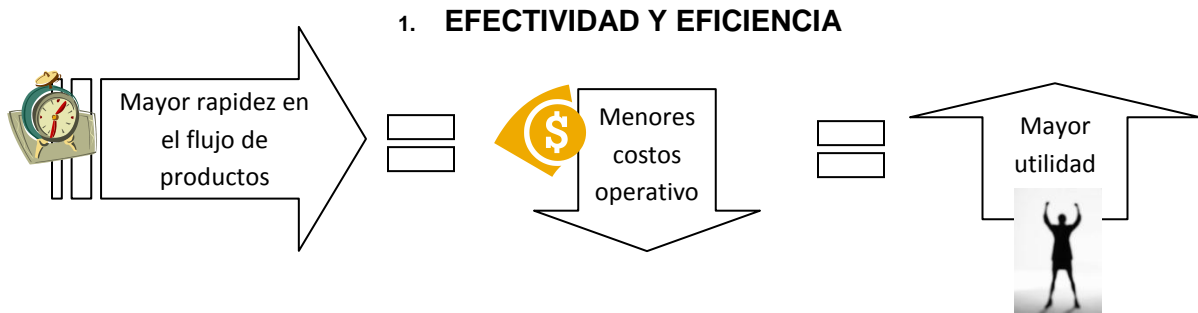 1. EFECTIVIDAD Y EFICIENCIA
Mayor rapidez en
el flujo de
productos
$
Menores
costos
operativo
Mayor
utilidad